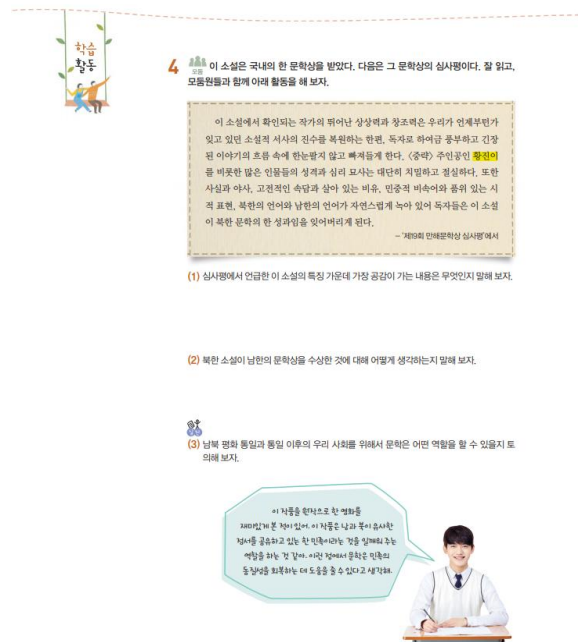 학습
활동
4 모둠 이 소설은 국내의 한 문학상을 받았다. 다음은 그 문학상의 심사평이다. 잘 읽고,
모둠원들과 함께 아래 활동을 해 보자.
이 소설에서 확인되는 작가의 뛰어난 상상력과 창조력은 우리가 언제부턴가
잊고 있던 소설적 서사의 진수를 복원하는 한편, 독자로 하여금 풍부하고 긴장
된 이야기의 흐름 속에 한눈팔지 않고 빠져들게 한다. 〈중략〉 주인공인 황진이
를 비롯한 많은 인물들의 성격과 심리 묘사는 대단히 치밀하고 절실하다. 또한
사실과 야사, 고전적인 속담과 살아 있는 비유, 민중적 비속어와 품위 있는 시
적 표현, 북한의 언어와 남한의 언어가 자연스럽게 녹아 있어 독자들은 이 소설
이 북한 문학의 한 성과임을 잊어버리게 된다.
– '제19회 만해문학상 심사평'에서
(1) 심사평에서 언급한 이 소설의 특징 가운데 가장 공감이 가는 내용은 무엇인지 말해 보자.
(2) 북한 소설이 남한의 문학상을 수상한 것에 대해 어떻게 생각하는지 말해 보자.
(3) 남북 평화 통일과 통일 이후의 우리 사회를 위해서 문학은 어떤 역할을 할 수 있을지 토
의해 보자.
이 작품을 원작으로 한 영화를
재미있게 본 적이 있어. 이 작품은 남과 북이 유사한
정서를 공유하고 있는 한 민족이라는 것을 일깨워 주는
역할을 하는 것 같아. 이런 점에서 문학은 민족의
동질성을 회복하는 데 도움을 줄 수 있다고 생각해.